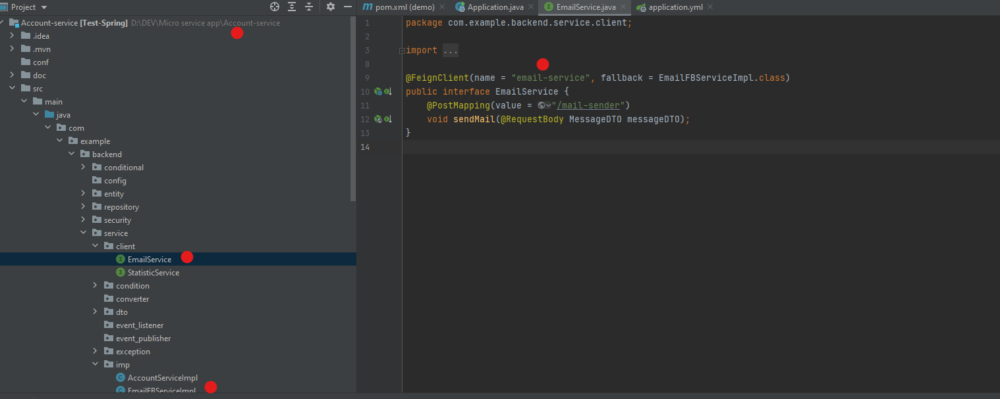 Project
pom.xml (demo)
Application.java
EmailService.java
application.yml
Account-service [Test-Spring] D:\DEV\Micro service app\Account-service
.idea
.mvn
conf
doc
src
main
java
com
example
backend
conditional
config
entity
repository
security
service
client
EmailService
StatisticService
condition
converter
dto
event_listener
event_publisher
exception
imp
AccountServiceImpl
EmailFBServiceImpl
1 package com.example.backend.service.client;
2
3 import ...
8
9 @FeignClient(name = "email-service", fallback = EmailFBServiceImpl.class)
10 public interface EmailService {
11 @PostMapping(value = "/mail-sender")
12 void sendMail(@RequestBody MessageDTO messageDTO);
13 }
14